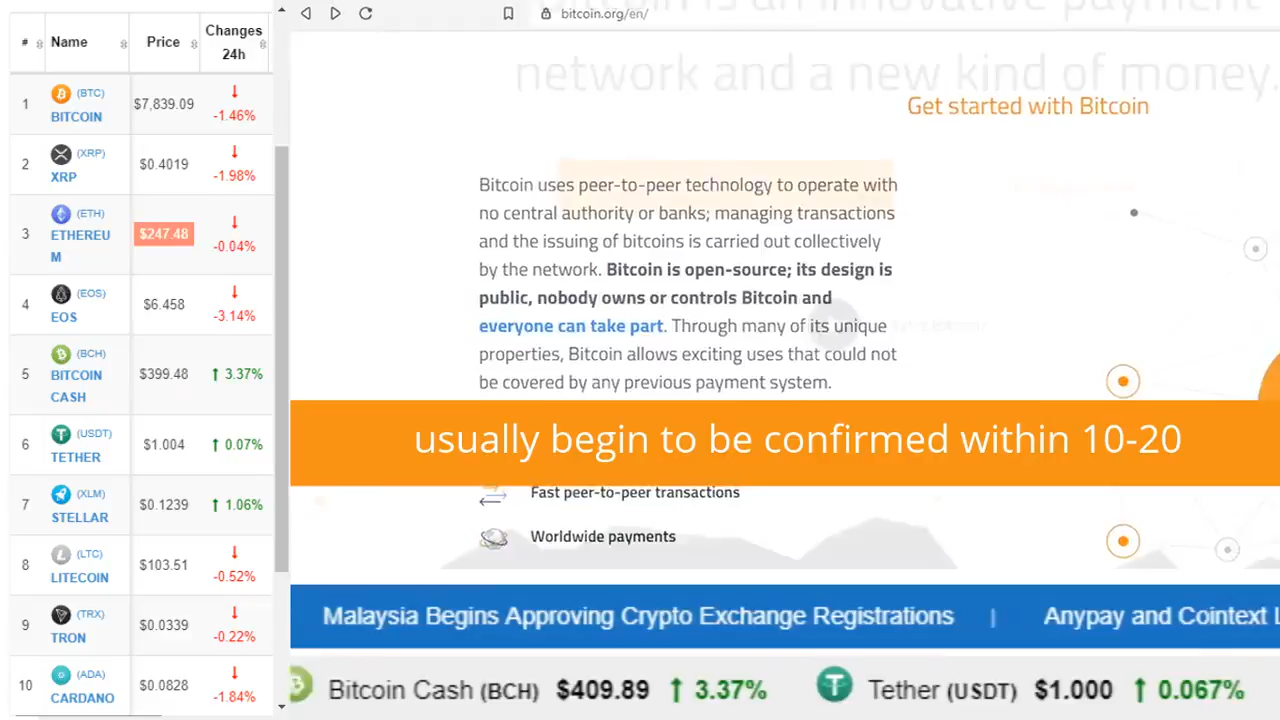 # Name Price Changes 24h
1 (BTC) BITCOIN $7,839.09 ↓ -1.46%
2 (XRP) XRP $0.4019 ↓ -1.98%
3 (ETH) ETHEREUM $247.48 ↓ -0.04%
4 (EOS) EOS $6.458 ↓ -3.14%
5 (BCH) BITCOIN CASH $399.48 ↑ 3.37%
6 (USDT) TETHER $1.004 ↑ 0.07%
7 (XLM) STELLAR $0.1239 ↑ 1.06%
8 (LTC) LITECOIN $103.51 ↓ -0.52%
9 (TRX) TRON $0.0339 ↓ -0.22%
10 (ADA) CARDANO $0.0828 ↓ -1.84%
bitcoin.org/en/
is an innovative payment
network and a new kind of money.
Get started with Bitcoin
Bitcoin uses peer-to-peer technology to operate with
no central authority or banks; managing transactions
and the issuing of bitcoins is carried out collectively
by the network. Bitcoin is open-source; its design is
public, nobody owns or controls Bitcoin and
everyone can take part. Through many of its unique
properties, Bitcoin allows exciting uses that could not
be covered by any previous payment system.
usually begin to be confirmed within 10-20
Fast peer-to-peer transactions
Worldwide payments
Malaysia Begins Approving Crypto Exchange Registrations | Anypay and Cointext
Bitcoin Cash (BCH) $409.89 ↑ 3.37% Tether (USDT) $1.000 ↑ 0.067%